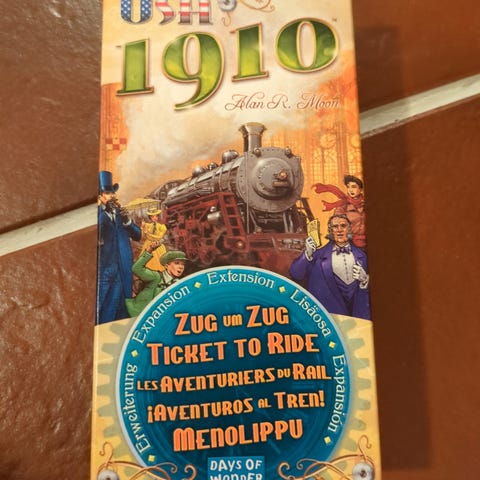 USA
1910
™
Alan R. Moon
Erweiterung • Expansion • Extension • Lisäosa • Expansión
ZUG UM ZUG
TICKET TO RIDE
LES AVENTURIERS DU RAIL
¡AVENTUROS AL TREN!
MENOLIPPU
DAYS OF
WONDER